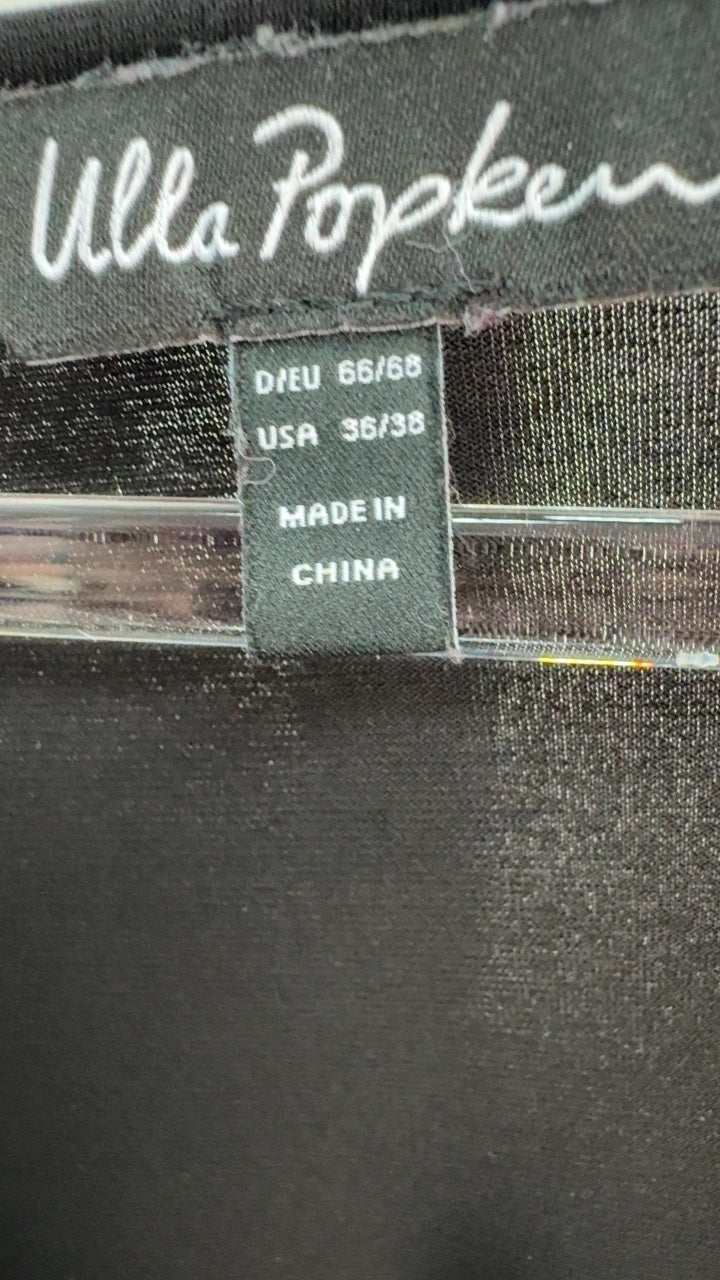 Ulla Popken
D/EU 66/68
USA 36/38
MADE IN
CHINA